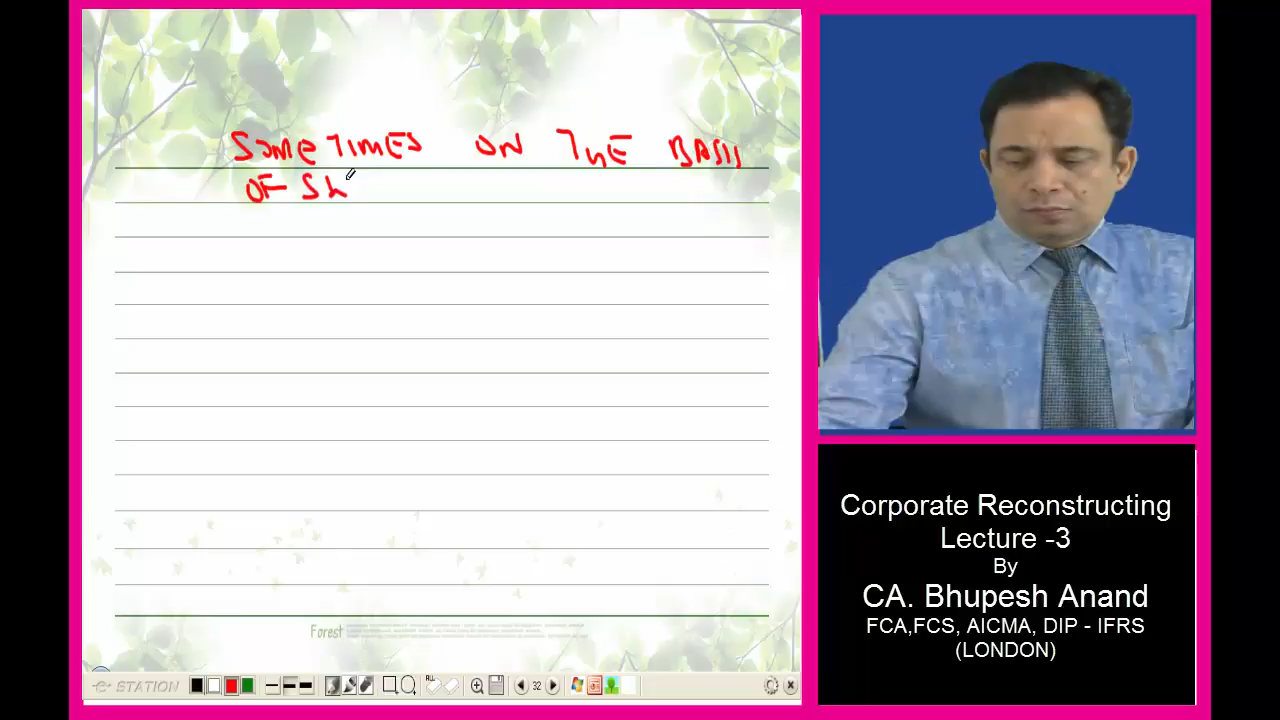 SOMETIMES ON THE BASIS
OF SH
Corporate Reconstructing
Lecture -3
By
CA. Bhupesh Anand
FCA,FCS, AICMA, DIP - IFRS
(LONDON)
Forest
e-STATION
32